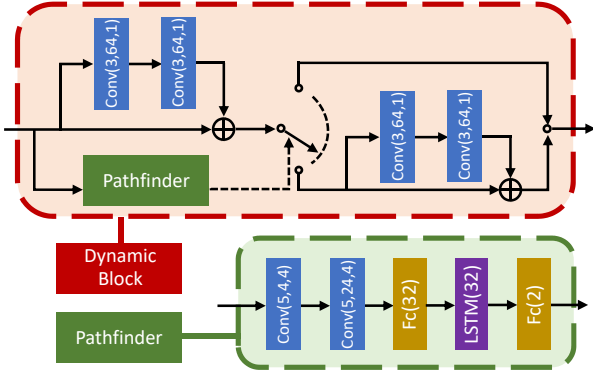 Conv(3,64,1)
Conv(3,64,1)
Pathfinder
Conv(3,64,1)
Conv(3,64,1)
Dynamic
Block
Pathfinder
Conv(5,4,4)
Conv(5,24,4)
Fc(32)
LSTM(32)
Fc(2)